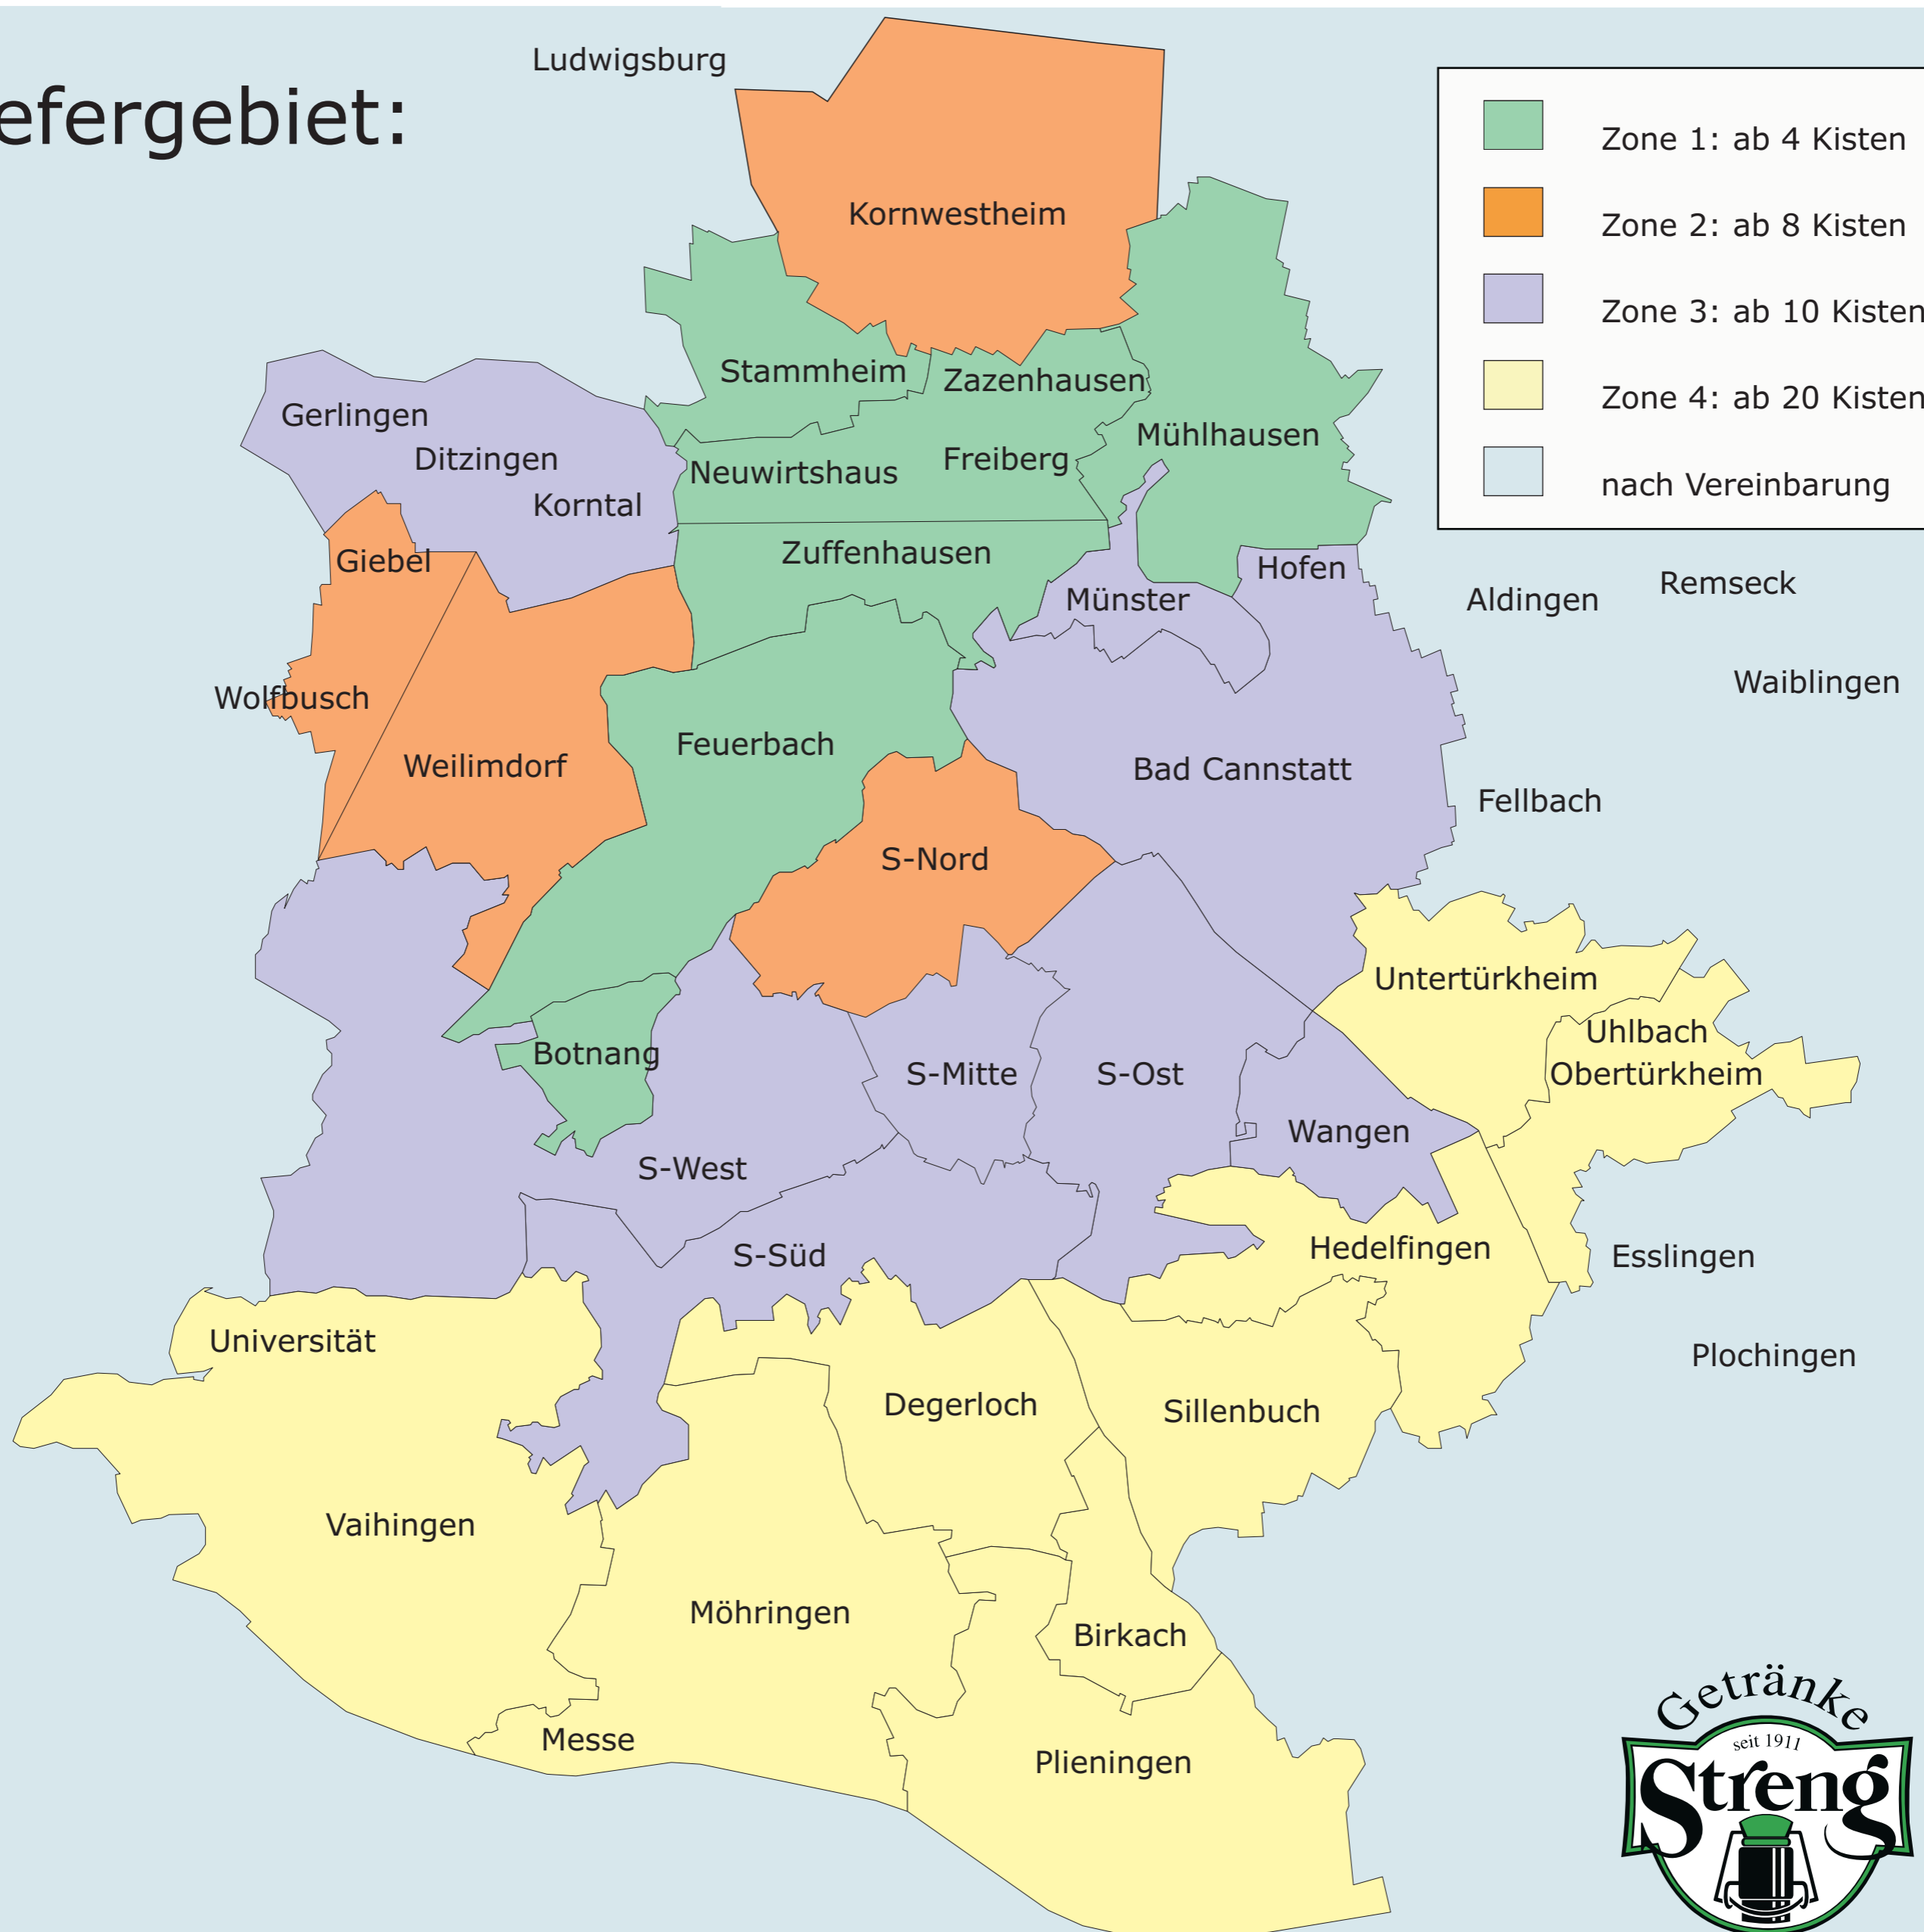 efergebiet:
Ludwigsburg
Kornwestheim
Zone 1: ab 4 Kisten
Zone 2: ab 8 Kisten
Zone 3: ab 10 Kisten
Zone 4: ab 20 Kisten
nach Vereinbarung
Stammheim
Zazenhausen
Gerlingen
Ditzingen
Korntal
Neuwirtshaus
Freiberg
Mühlhausen
Giebel
Zuffenhausen
Münster
Hofen
Aldingen
Remseck
Waiblingen
Wolfbusch
Weilimdorf
Feuerbach
Bad Cannstatt
Fellbach
S-Nord
Untertürkheim
Uhlbach
Obertürkheim
Botnang
S-Mitte
S-Ost
Wangen
S-West
S-Süd
Hedelfingen
Esslingen
Universität
Plochingen
Degerloch
Sillenbuch
Vaihingen
Möhringen
Birkach
Messe
Plieningen
Getränke
seit 1911
Streng